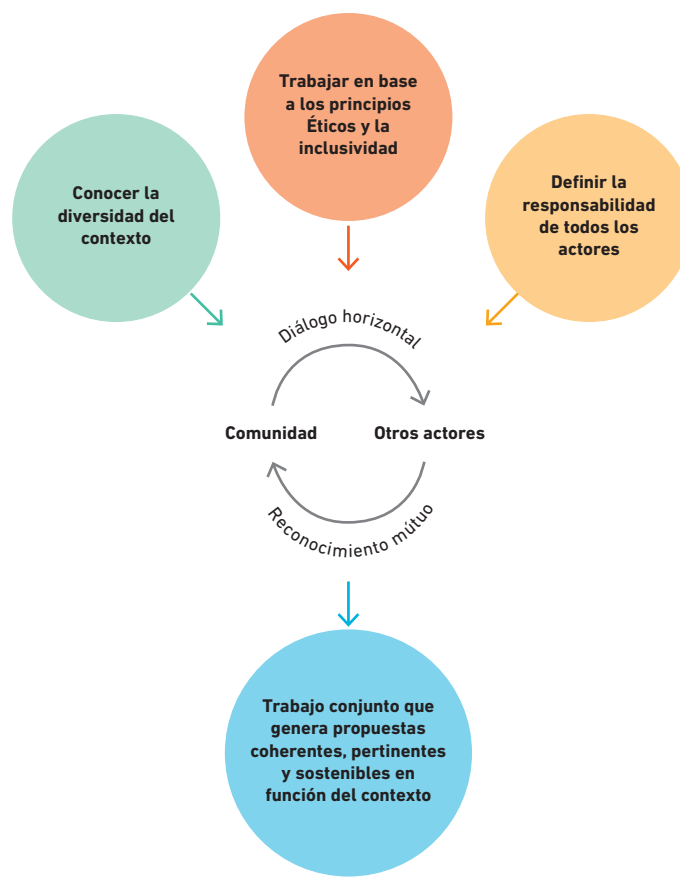 Trabajar en base
a los principios
Éticos y la
inclusividad
Conocer la
diversidad del
contexto
Definir la
responsabilidad
de todos los
actores
Diálogo horizontal
Comunidad
Otros actores
Reconocimiento mútuo
Trabajo conjunto que
genera propuestas
coherentes, pertinentes
y sostenibles en
función del contexto